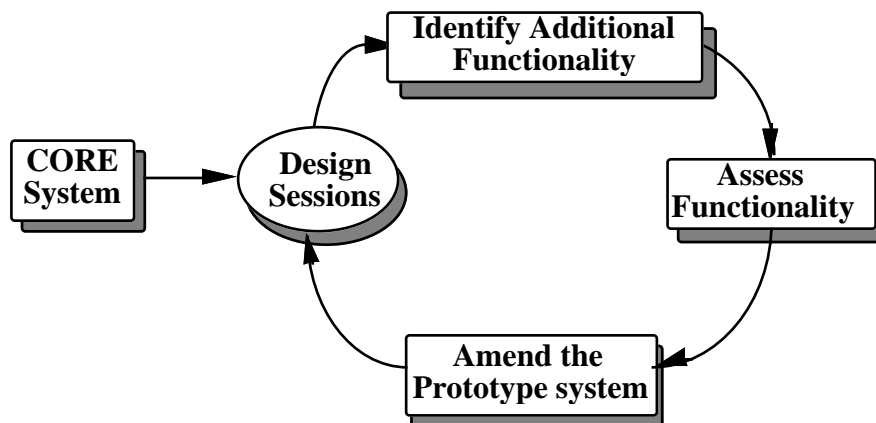 Identify Additional
Functionality
CORE
System
Design
Sessions
Assess
Functionality
Amend the
Prototype system